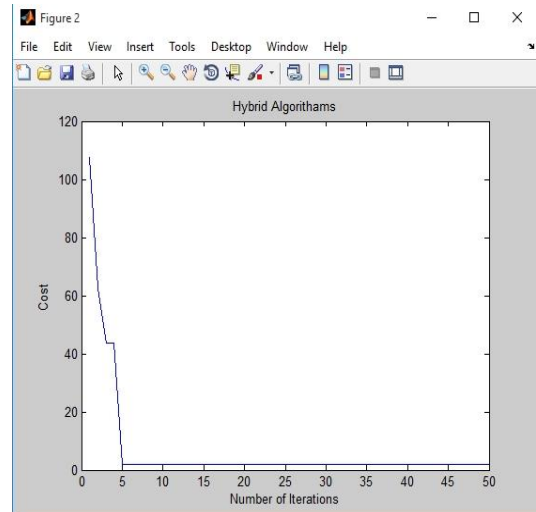 Figure 2
File Edit View Insert Tools Desktop Window Help
Hybrid Algorithams
120
100
80
60
40
20
0
Cost
0 5 10 15 20 25 30 35 40 45 50
Number of Iterations